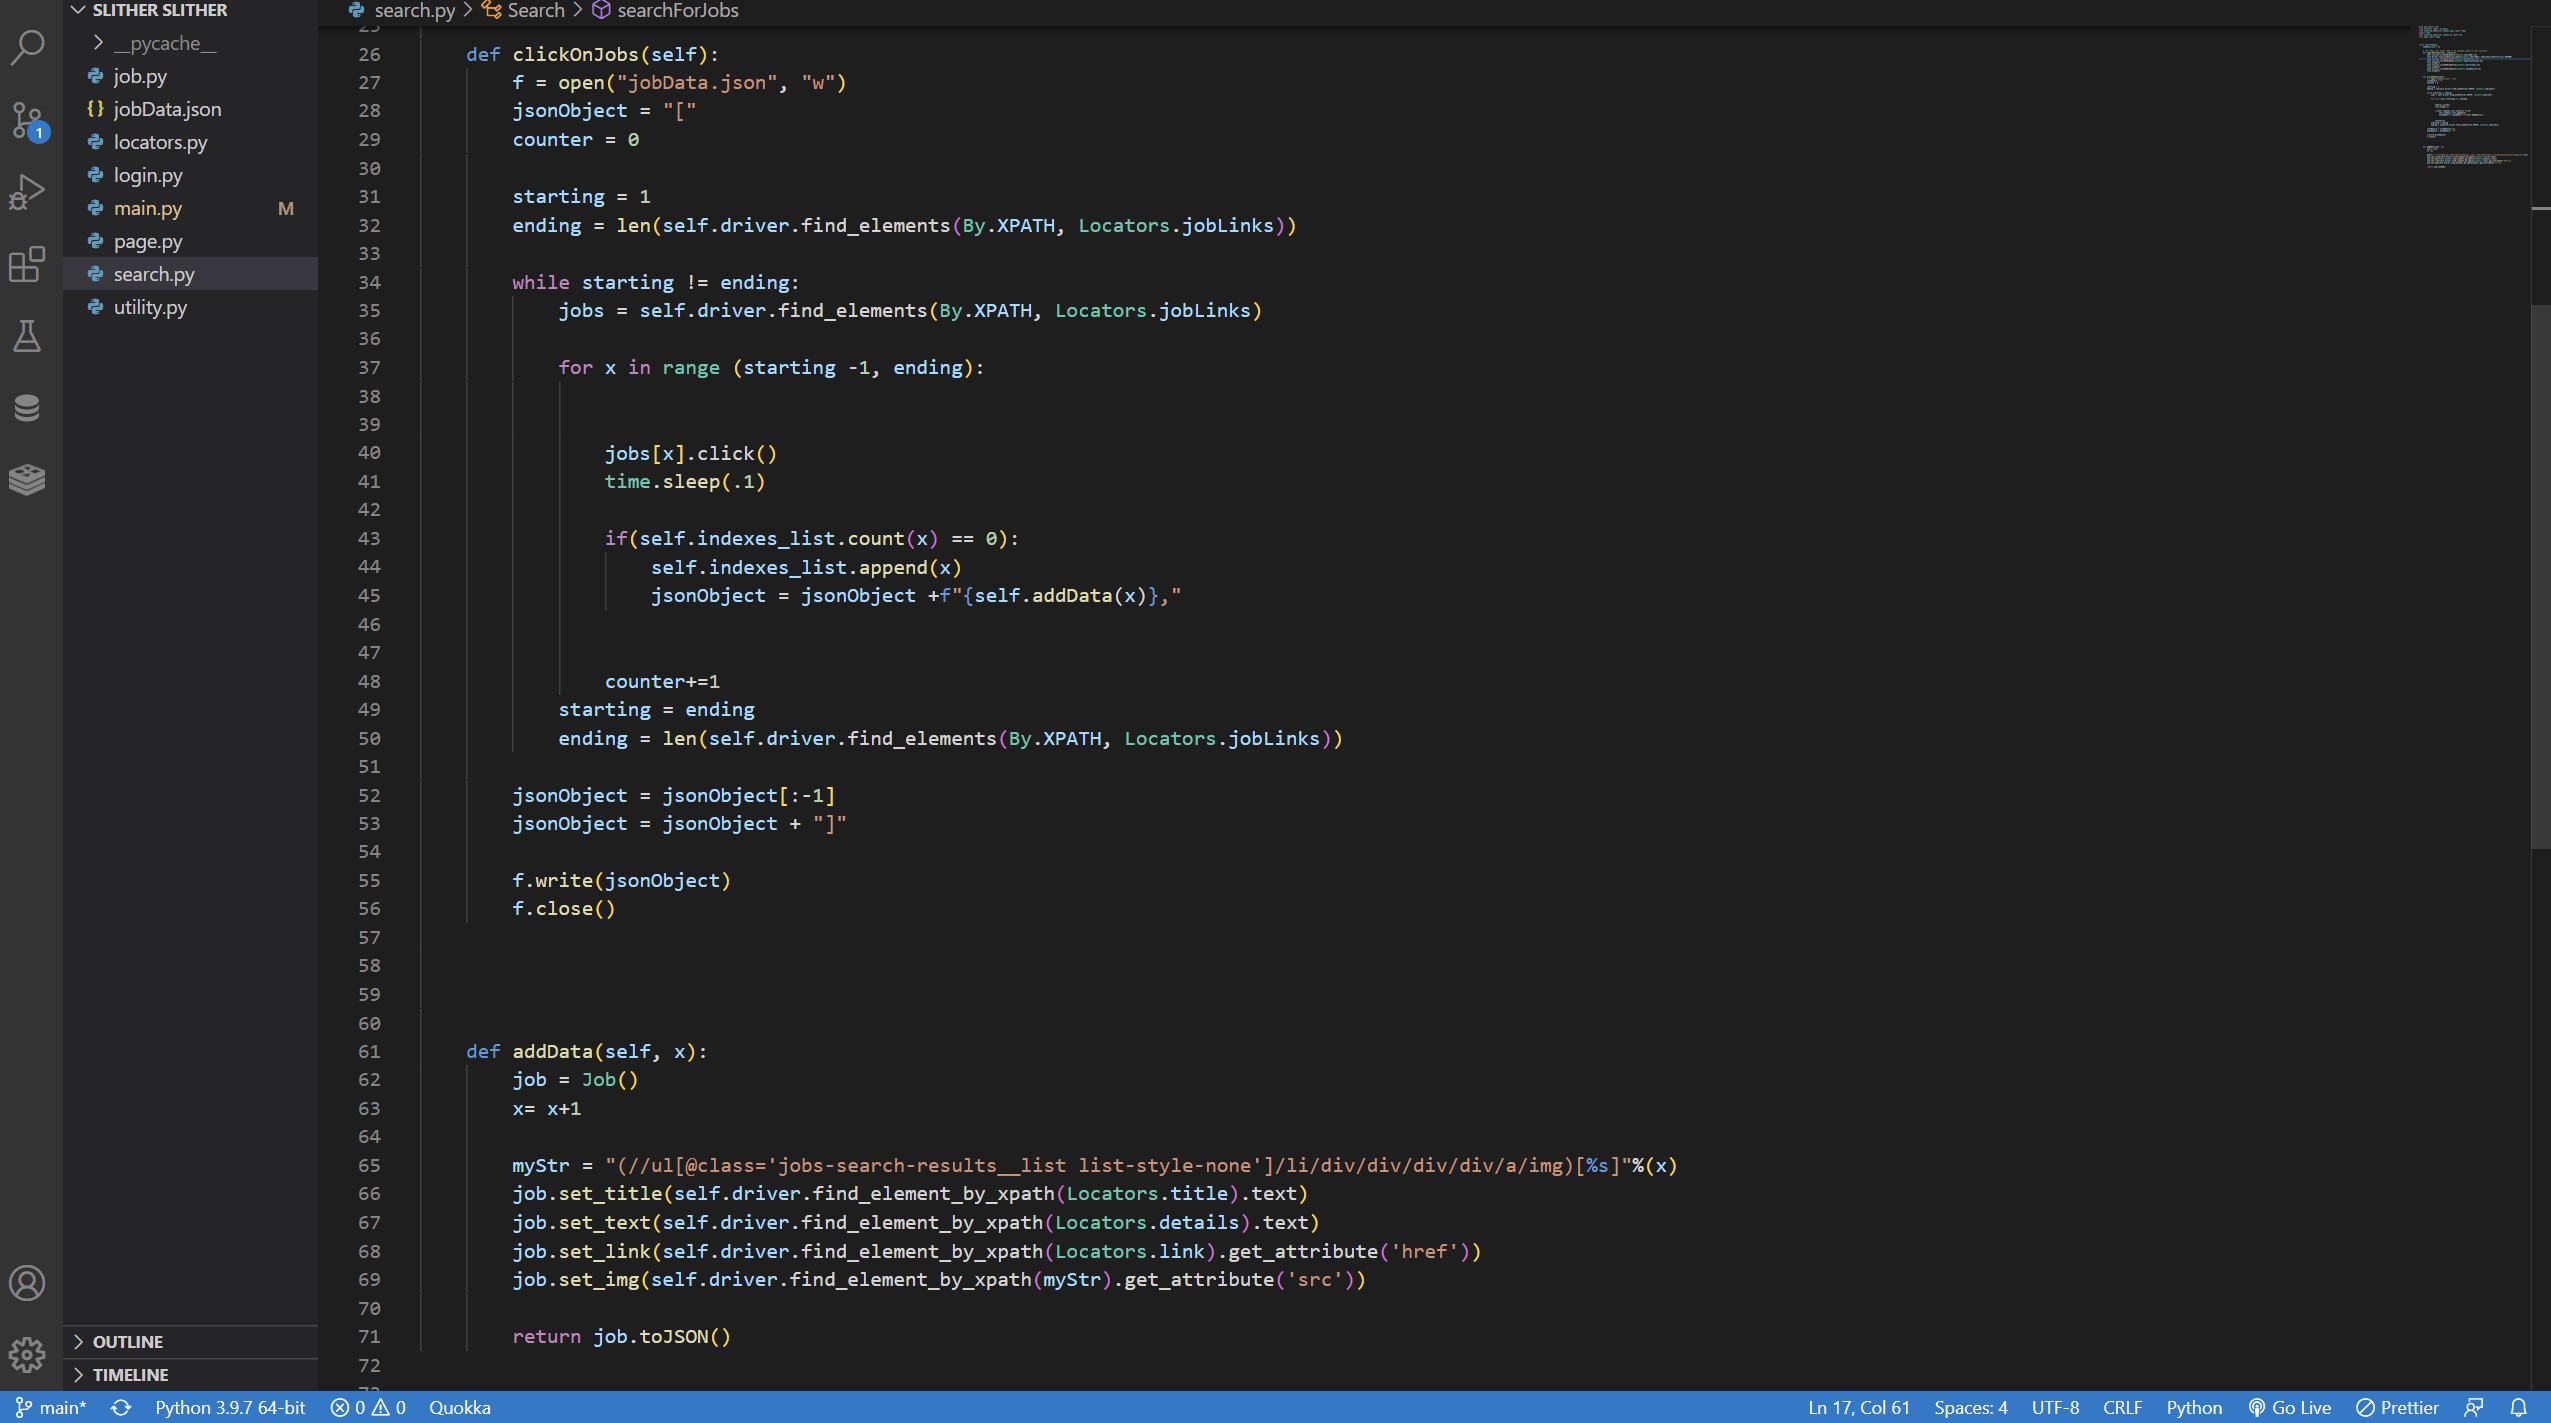 SLITHER SLITHER
__pycache__
job.py
jobData.json
locators.py
login.py
main.py M
page.py
search.py
utility.py
OUTLINE
TIMELINE
1
search.py > Search > searchForJobs
25
26 def clickOnJobs(self):
27 f = open("jobData.json", "w")
28 jsonObject = "["
29 counter = 0
30
31 starting = 1
32 ending = len(self.driver.find_elements(By.XPATH, Locators.jobLinks))
33
34 while starting != ending:
35 jobs = self.driver.find_elements(By.XPATH, Locators.jobLinks)
36
37 for x in range (starting -1, ending):
38
39
40 jobs[x].click()
41 time.sleep(.1)
42
43 if(self.indexes_list.count(x) == 0):
44 self.indexes_list.append(x)
45 jsonObject = jsonObject +f"{self.addData(x)},"
46
47
48 counter+=1
49 starting = ending
50 ending = len(self.driver.find_elements(By.XPATH, Locators.jobLinks))
51
52 jsonObject = jsonObject[:-1]
53 jsonObject = jsonObject + "]"
54
55 f.write(jsonObject)
56 f.close()
57
58
59
60
61 def addData(self, x):
62 job = Job()
63 x= x+1
64
65 myStr = "(//ul[@class='jobs-search-results__list list-style-none']/li/div/div/div/div/a/img)[%s]"%(x)
66 job.set_title(self.driver.find_element_by_xpath(Locators.title).text)
67 job.set_text(self.driver.find_element_by_xpath(Locators.details).text)
68 job.set_link(self.driver.find_element_by_xpath(Locators.link).get_attribute('href'))
69 job.set_img(self.driver.find_element_by_xpath(myStr).get_attribute('src'))
70
71 return job.toJSON()
72
main* Python 3.9.7 64-bit 0 0 Quokka Ln 17, Col 61 Spaces: 4 UTF-8 CRLF Python Go Live Prettier